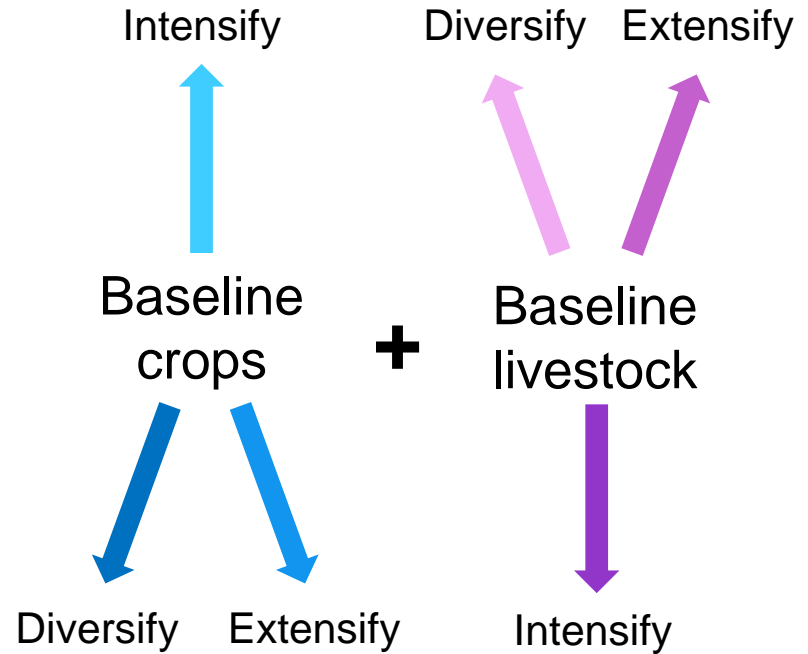 Intensify
Diversify
Extensify
Baseline
crops
+
Baseline
livestock
Diversify
Extensify
Intensify